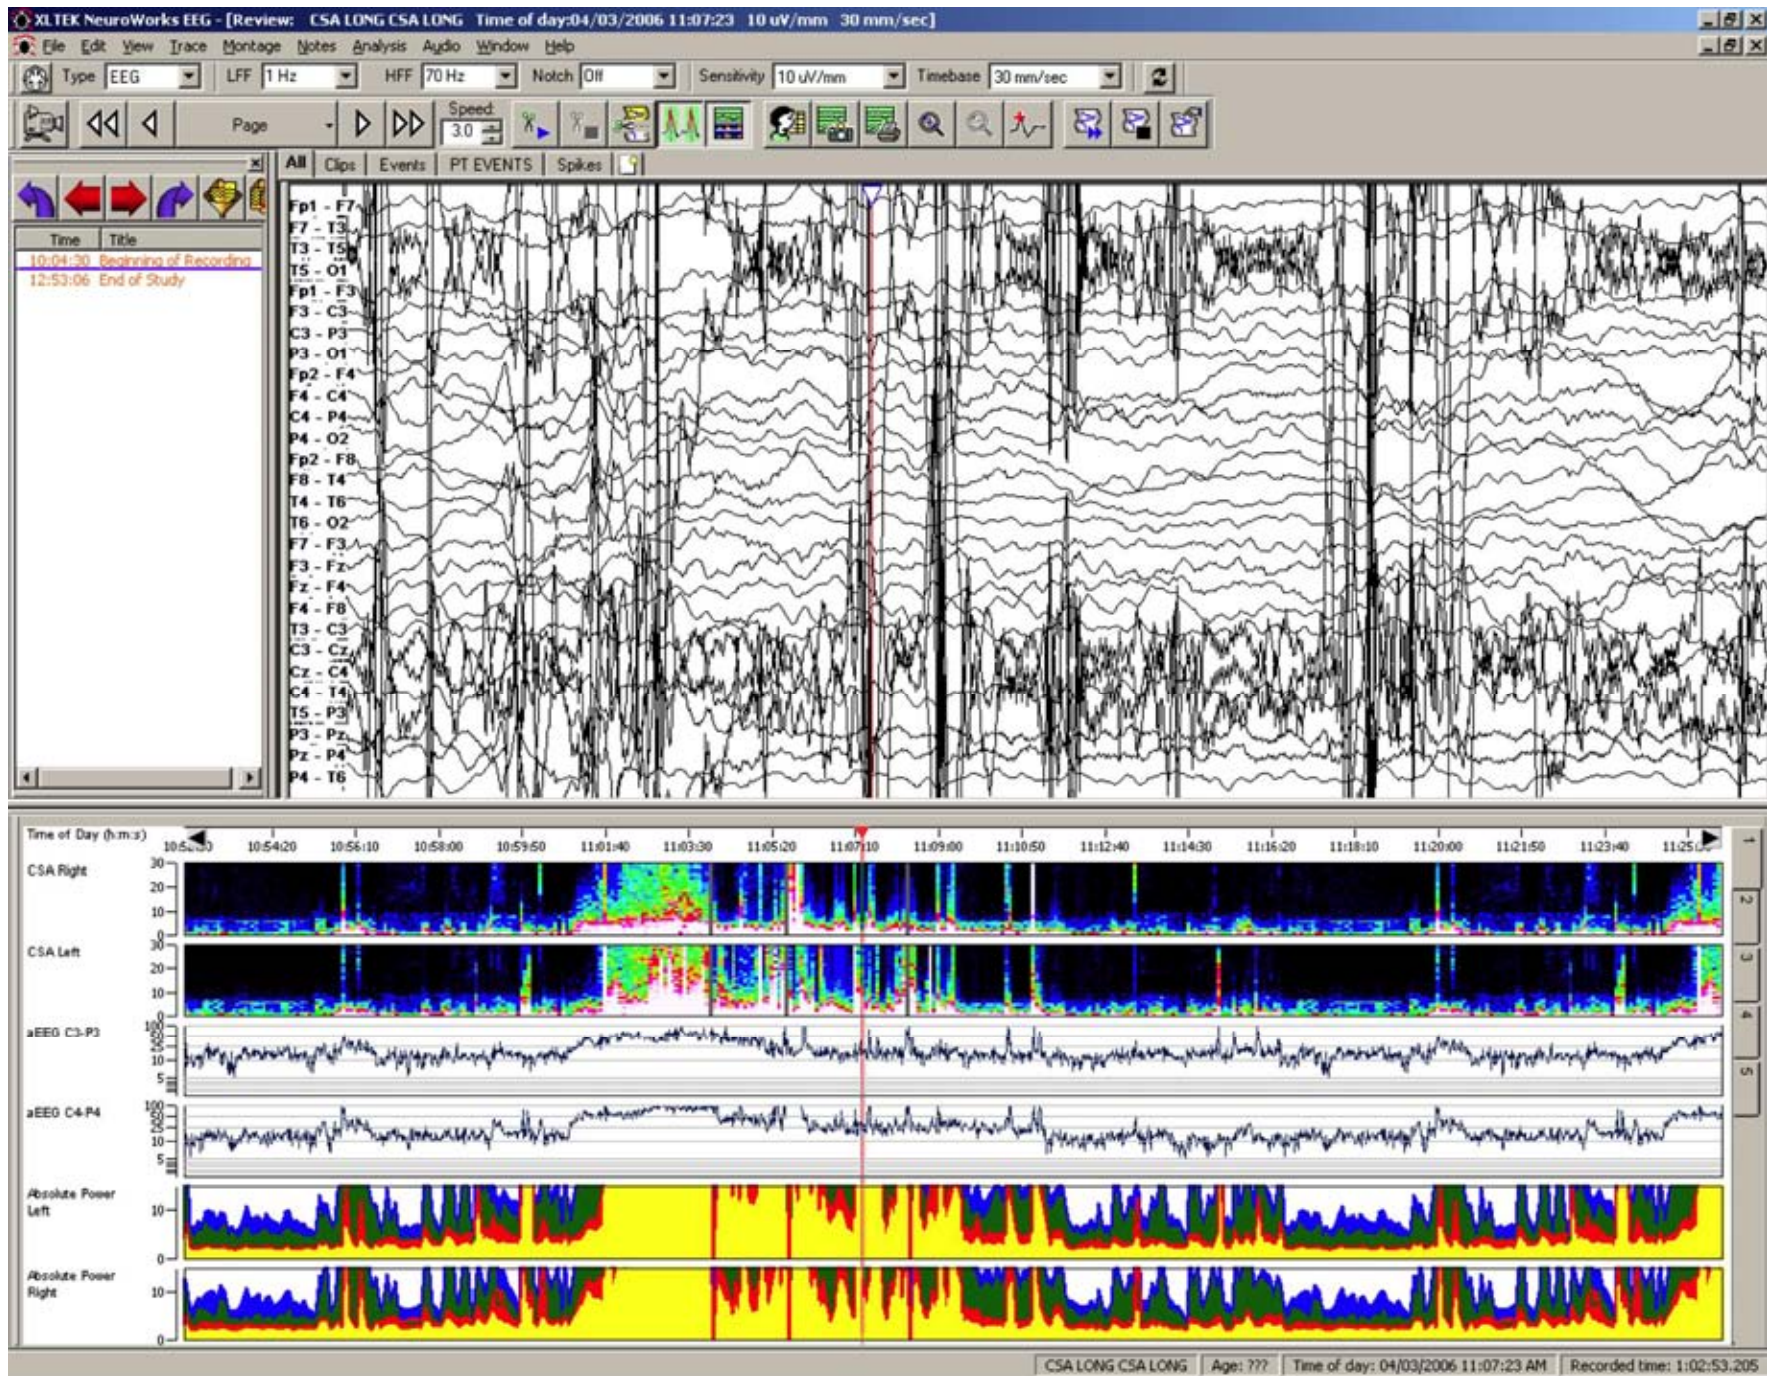 XLTEK NeuroWorks EEG - [Review: CSA LONG CSA LONG Time of day:04/03/2006 11:07:23 10 uV/mm 30 mm/sec]
File Edit View Trace Montage Notes Analysis Audio Window Help
Type EEG LFF 1 Hz HFF 70 Hz Notch Off Sensitivity 10 uV/mm Timebase 30 mm/sec
Page Speed 3.0
All Clips Events PT EVENTS Spikes
Time Title
10:04:30 Beginning of Recording
12:53:06 End of Study
Fp1 - F7
F7 - T3
T3 - T5
T5 - O1
Fp1 - F3
F3 - C3
C3 - P3
P3 - O1
Fp2 - F4
F4 - C4
C4 - P4
P4 - O2
Fp2 - F8
F8 - T4
T4 - T6
T6 - O2
F7 - F3
F3 - Fz
Fz - F4
F4 - F8
T3 - C3
C3 - Cz
Cz - C4
C4 - T4
T5 - P3
P3 - Pz
Pz - P4
P4 - T6
Time of Day (h:m:s)
10:54:20 10:56:10 10:58:00 10:59:50 11:01:40 11:03:30 11:05:20 11:07:10 11:09:00 11:10:50 11:12:40 11:14:30 11:16:20 11:18:10 11:20:00 11:21:50 11:23:40
CSA Right
30
20
10
0
CSA Left
30
20
10
0
aEEG C3-P3
100
50
25
10
5
aEEG C4-P4
100
50
25
10
5
Absolute Power
Left
10
0
Absolute Power
Right
10
0
1
2
3
4
5
CSA LONG CSA LONG Age: ??? Time of day: 04/03/2006 11:07:23 AM Recorded time: 1:02:53.205